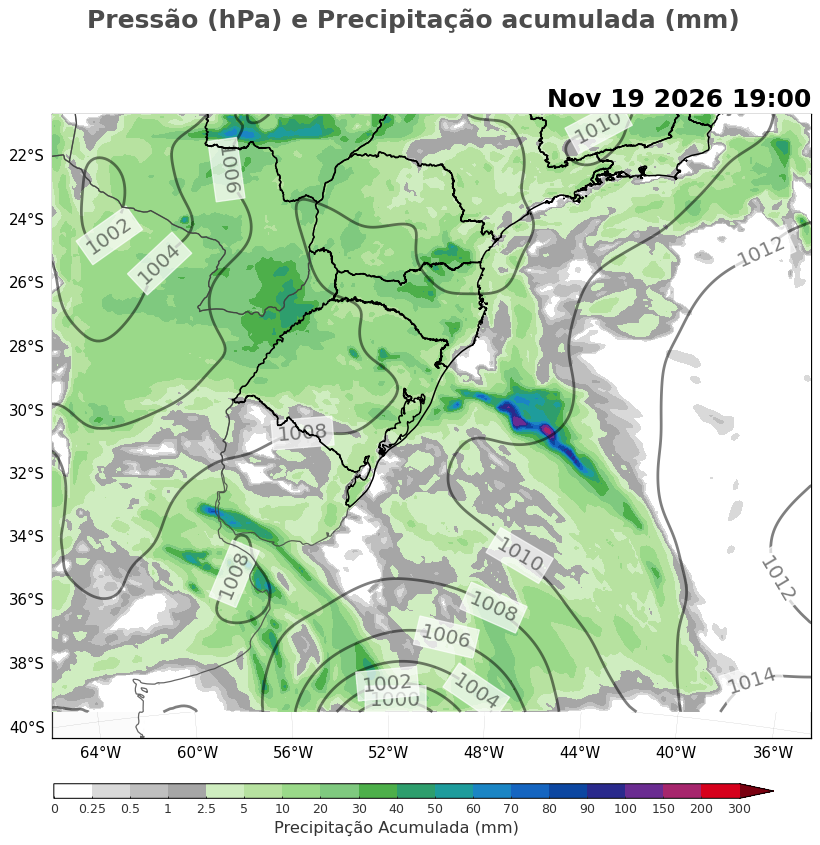 Pressão (hPa) e Precipitação acumulada (mm)
Nov 19 2026 19:00
22°S
24°S
26°S
28°S
30°S
32°S
34°S
36°S
38°S
40°S
1006
1010
1002
1004
1012
1008
1010
1008
1012
1008
1006
1004
1014
1002
1000
64°W 60°W 56°W 52°W 48°W 44°W 40°W 36°W
0 0.25 0.5 1 2.5 5 10 20 30 40 50 60 70 80 90 100 150 200 300
Precipitação Acumulada (mm)